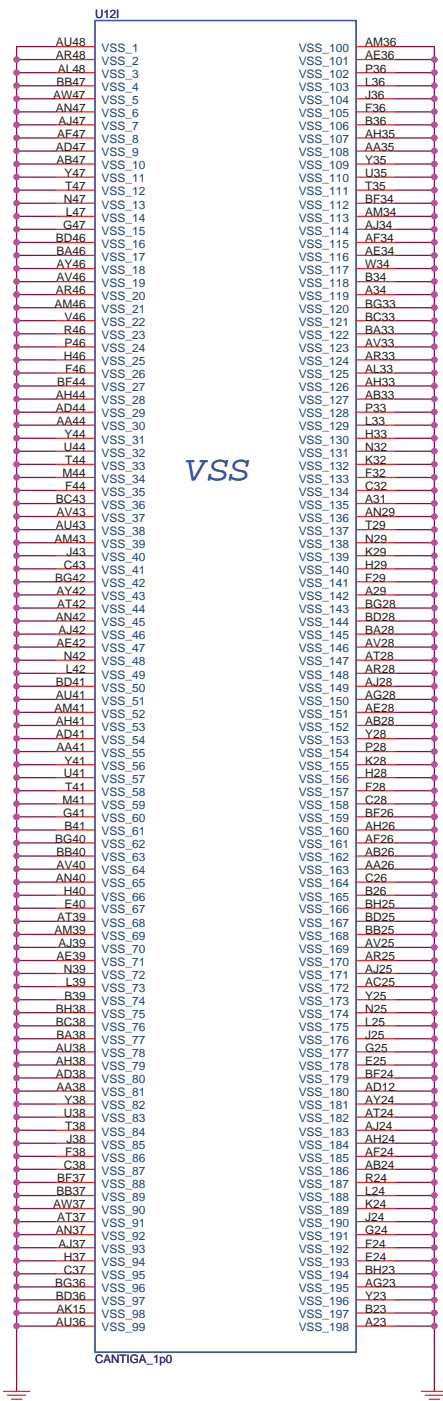 U12I
AU48 VSS_1 VSS_100 AM36
AR48 VSS_2 VSS_101 AE36
AL48 VSS_3 VSS_102 P36
BB47 VSS_4 VSS_103 L36
AW47 VSS_5 VSS_104 J36
AN47 VSS_6 VSS_105 F36
AJ47 VSS_7 VSS_106 B36
AF47 VSS_8 VSS_107 AH35
AD47 VSS_9 VSS_108 AA35
AB47 VSS_10 VSS_109 Y35
Y47 VSS_11 VSS_110 U35
T47 VSS_12 VSS_111 T35
N47 VSS_13 VSS_112 BF34
L47 VSS_14 VSS_113 AM34
G47 VSS_15 VSS_114 AJ34
BD46 VSS_16 VSS_115 AF34
BA46 VSS_17 VSS_116 AE34
AY46 VSS_18 VSS_117 W34
AV46 VSS_19 VSS_118 B34
AR46 VSS_20 VSS_119 A34
AM46 VSS_21 VSS_120 BG33
V46 VSS_22 VSS_121 BC33
R46 VSS_23 VSS_122 BA33
P46 VSS_24 VSS_123 AV33
H46 VSS_25 VSS_124 AR33
F46 VSS_26 VSS_125 AL33
BF44 VSS_27 VSS_126 AH33
AH44 VSS_28 VSS_127 AB33
AD44 VSS_29 VSS_128 P33
AA44 VSS_30 VSS_129 L33
Y44 VSS_31 VSS_130 H33
U44 VSS_32 VSS_131 N32
T44 VSS_33 VSS_132 K32
VSS
M44 VSS_34 VSS_133 F32
F44 VSS_35 VSS_134 C32
BC43 VSS_36 VSS_135 A31
AV43 VSS_37 VSS_136 AN29
AU43 VSS_38 VSS_137 T29
AM43 VSS_39 VSS_138 N29
J43 VSS_40 VSS_139 K29
C43 VSS_41 VSS_140 H29
BG42 VSS_42 VSS_141 F29
AY42 VSS_43 VSS_142 A29
AT42 VSS_44 VSS_143 BG28
AN42 VSS_45 VSS_144 BD28
AJ42 VSS_46 VSS_145 BA28
AE42 VSS_47 VSS_146 AV28
N42 VSS_48 VSS_147 AT28
L42 VSS_49 VSS_148 AR28
BD41 VSS_50 VSS_149 AJ28
AU41 VSS_51 VSS_150 AG28
AM41 VSS_52 VSS_151 AE28
AH41 VSS_53 VSS_152 AB28
AD41 VSS_54 VSS_153 Y28
AA41 VSS_55 VSS_154 P28
Y41 VSS_56 VSS_155 K28
U41 VSS_57 VSS_156 H28
T41 VSS_58 VSS_157 F28
M41 VSS_59 VSS_158 C28
G41 VSS_60 VSS_159 BF26
B41 VSS_61 VSS_160 AH26
BG40 VSS_62 VSS_161 AF26
BB40 VSS_63 VSS_162 AB26
AV40 VSS_64 VSS_163 AA26
AN40 VSS_65 VSS_164 C26
H40 VSS_66 VSS_165 B26
E40 VSS_67 VSS_166 BH25
AT39 VSS_68 VSS_167 BD25
AM39 VSS_69 VSS_168 BB25
AJ39 VSS_70 VSS_169 AV25
AE39 VSS_71 VSS_170 AR25
N39 VSS_72 VSS_171 AJ25
L39 VSS_73 VSS_172 AC25
B39 VSS_74 VSS_173 Y25
BH38 VSS_75 VSS_174 N25
BC38 VSS_76 VSS_175 L25
BA38 VSS_77 VSS_176 J25
AU38 VSS_78 VSS_177 G25
AH38 VSS_79 VSS_178 E25
AD38 VSS_80 VSS_179 BF24
AA38 VSS_81 VSS_180 AD12
Y38 VSS_82 VSS_181 AY24
U38 VSS_83 VSS_182 AT24
T38 VSS_84 VSS_183 AJ24
J38 VSS_85 VSS_184 AH24
F38 VSS_86 VSS_185 AF24
C38 VSS_87 VSS_186 AB24
BF37 VSS_88 VSS_187 R24
BB37 VSS_89 VSS_188 L24
AW37 VSS_90 VSS_189 K24
AT37 VSS_91 VSS_190 J24
AN37 VSS_92 VSS_191 G24
AJ37 VSS_93 VSS_192 F24
H37 VSS_94 VSS_193 E24
C37 VSS_95 VSS_194 BH23
BG36 VSS_96 VSS_195 AG23
BD36 VSS_97 VSS_196 Y23
AK15 VSS_98 VSS_197 B23
AU36 VSS_99 VSS_198 A23
CANTIGA_1p0